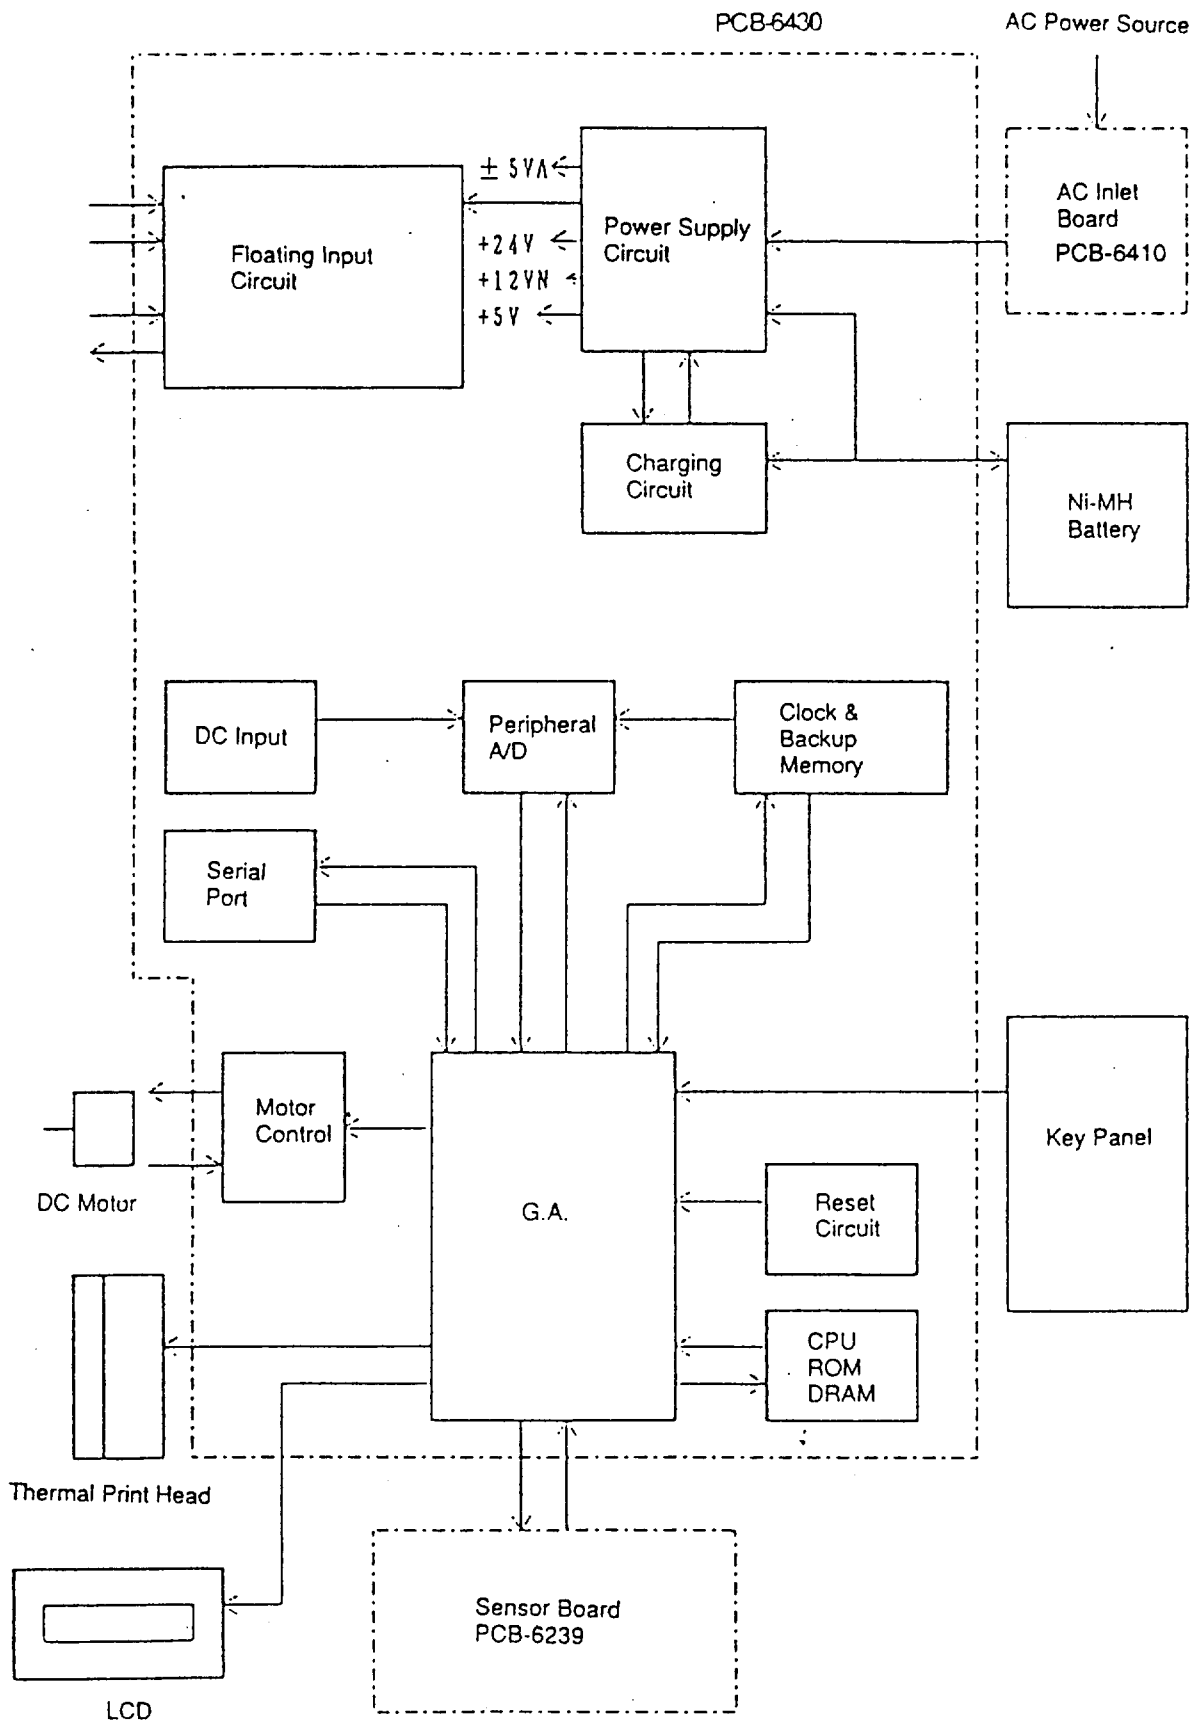 PCB-6430
AC Power Source
± 5VA
Floating Input
Circuit
+24V
+12VN
+5V
Power Supply
Circuit
AC Inlet
Board
PCB-6410
Charging
Circuit
Ni-MH
Battery
DC Input
Peripheral
A/D
Clock &
Backup
Memory
Serial
Port
Motor
Control
DC Motor
G.A.
Key Panel
Reset
Circuit
CPU
ROM
DRAM
Thermal Print Head
Sensor Board
PCB-6239
LCD